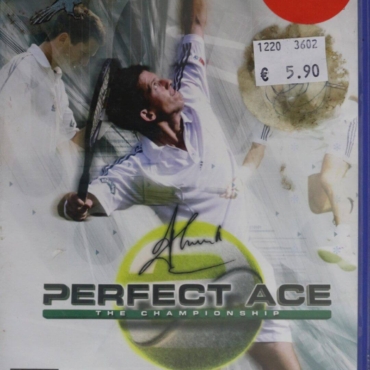 1220 3602
€ 5.90
PERFECT ACE
THE CHAMPIONSHIP